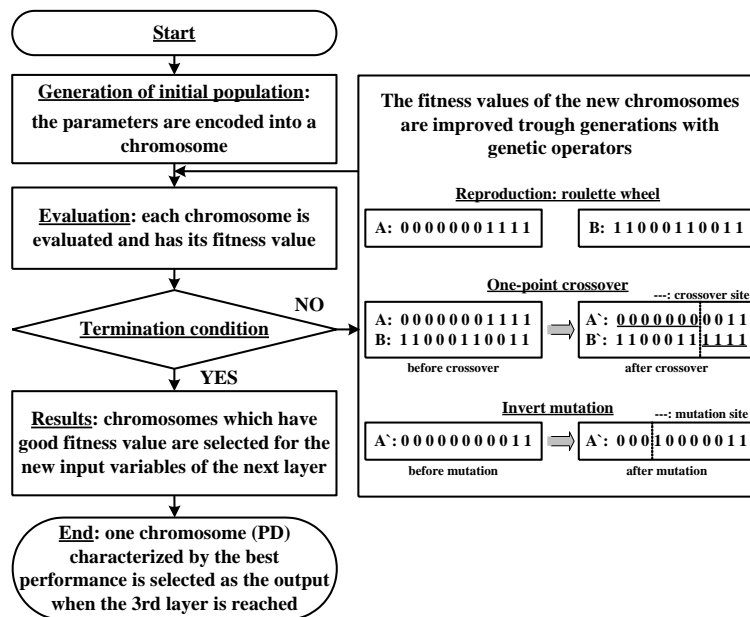 Start
Generation of initial population:
the parameters are encoded into a
chromosome
Evaluation: each chromosome is
evaluated and has its fitness value
Termination condition
NO
YES
Results: chromosomes which have
good fitness value are selected for the
new input variables of the next layer
End: one chromosome (PD)
characterized by the best
performance is selected as the output
when the 3rd layer is reached
The fitness values of the new chromosomes
are improved trough generations with
genetic operators
Reproduction: roulette wheel
A: 0 0 0 0 0 0 0 1 1 1 1
B: 1 1 0 0 0 1 1 0 0 1 1
One-point crossover
---: crossover site
A: 0 0 0 0 0 0 0 1 1 1 1
B: 1 1 0 0 0 1 1 0 0 1 1
before crossover
A`: 0 0 0 0 0 0 0 0 0 1 1
B`: 1 1 0 0 0 1 1 1 1 1 1
after crossover
Invert mutation
---: mutation site
A`: 0 0 0 0 0 0 0 0 0 1 1
before mutation
A`: 0 0 0 1 0 0 0 0 0 1 1
after mutation